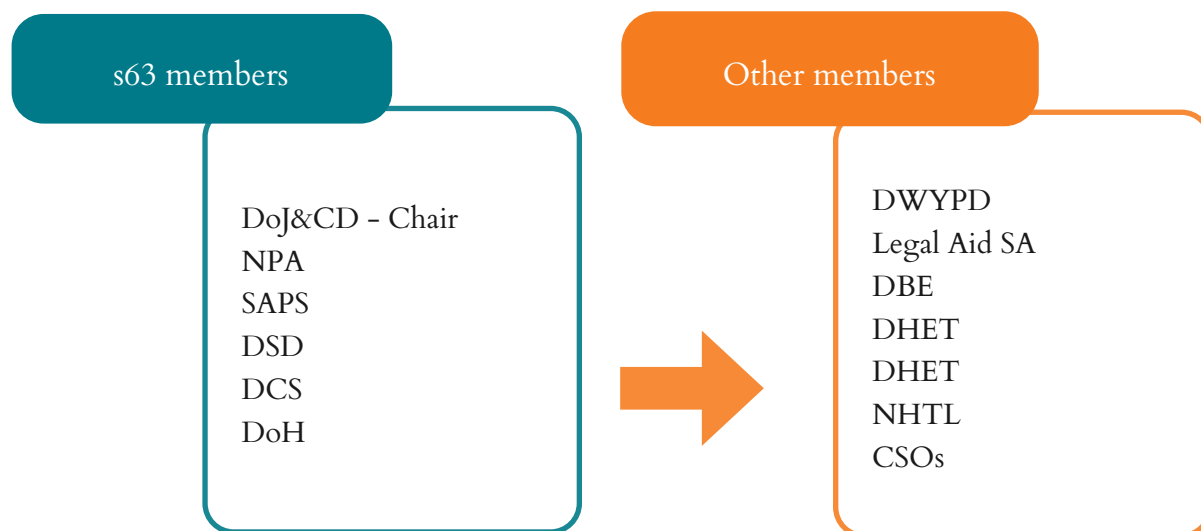 s63 members
DoJ&CD - Chair
NPA
SAPS
DSD
DCS
DoH
Other members
DWYPD
Legal Aid SA
DBE
DHET
DHET
NHTL
CSOs